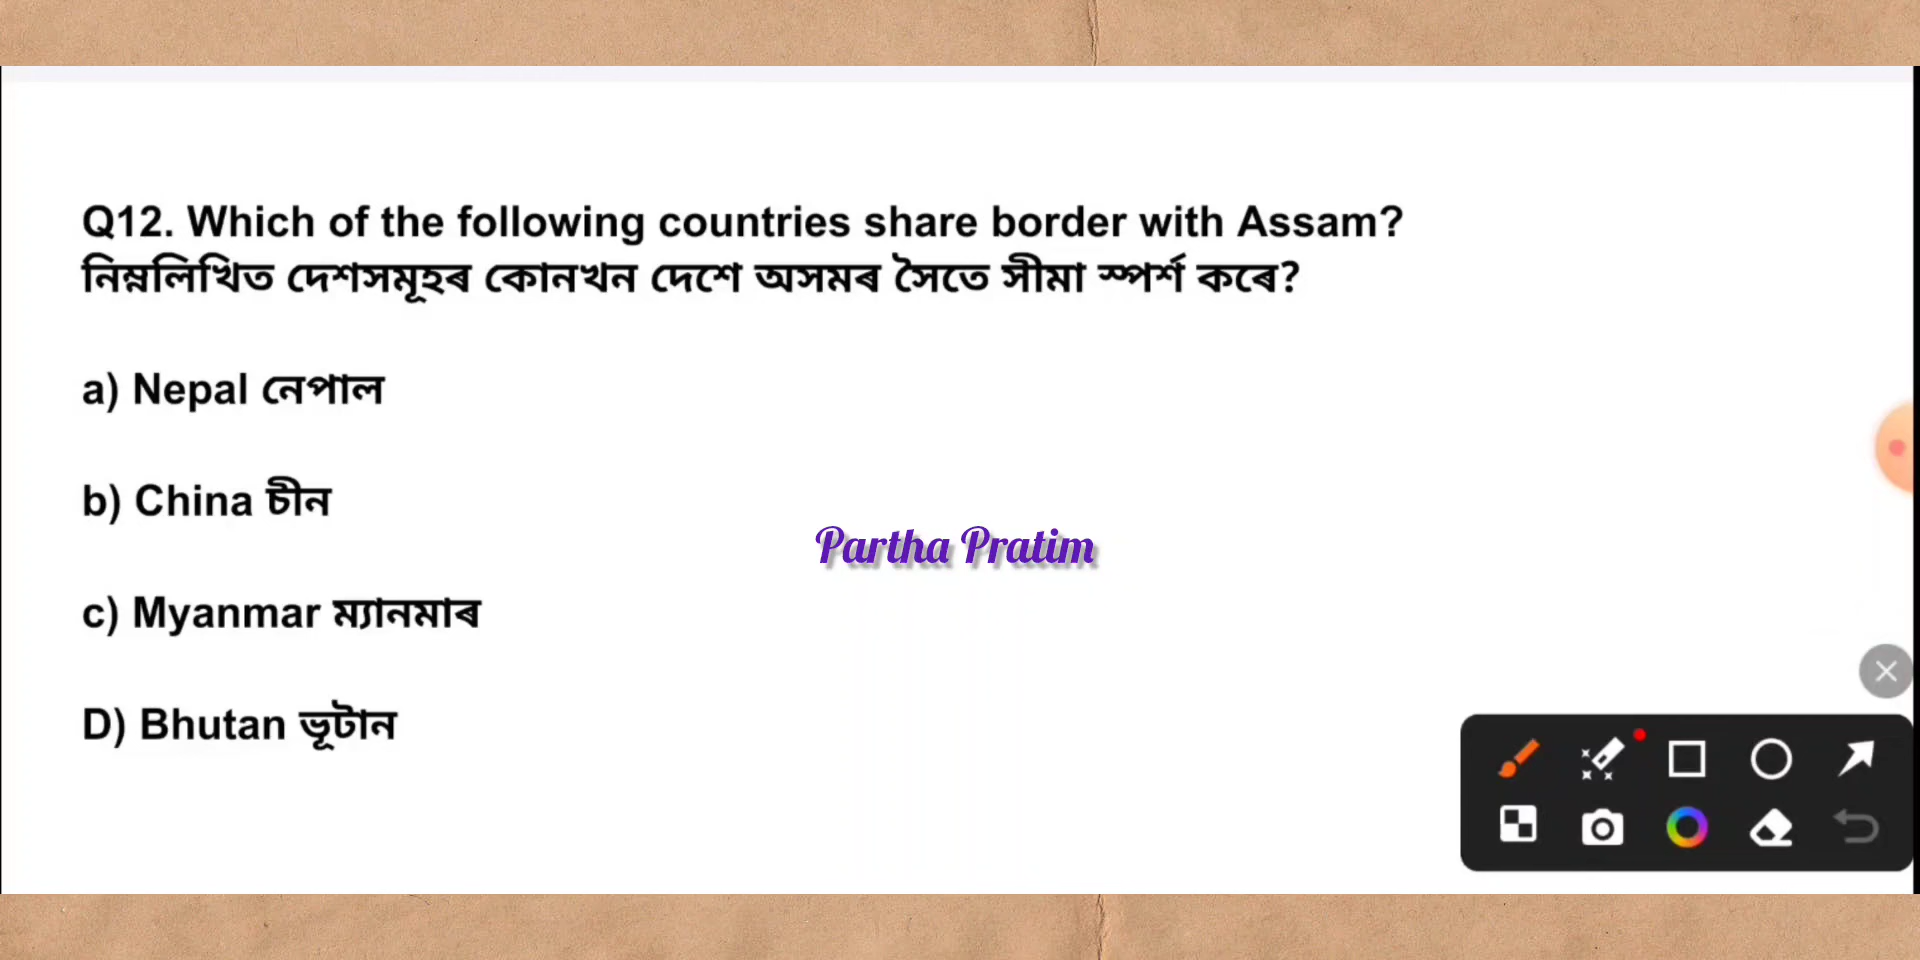 Q12. Which of the following countries share border with Assam?
নিম্নলিখিত দেশসমূহৰ কোনখন দেশে অসমৰ সৈতে সীমা স্পৰ্শ কৰে?
a) Nepal নেপাল
b) China চীন
Partha Pratim
c) Myanmar ম্যানমাৰ
D) Bhutan ভূটান